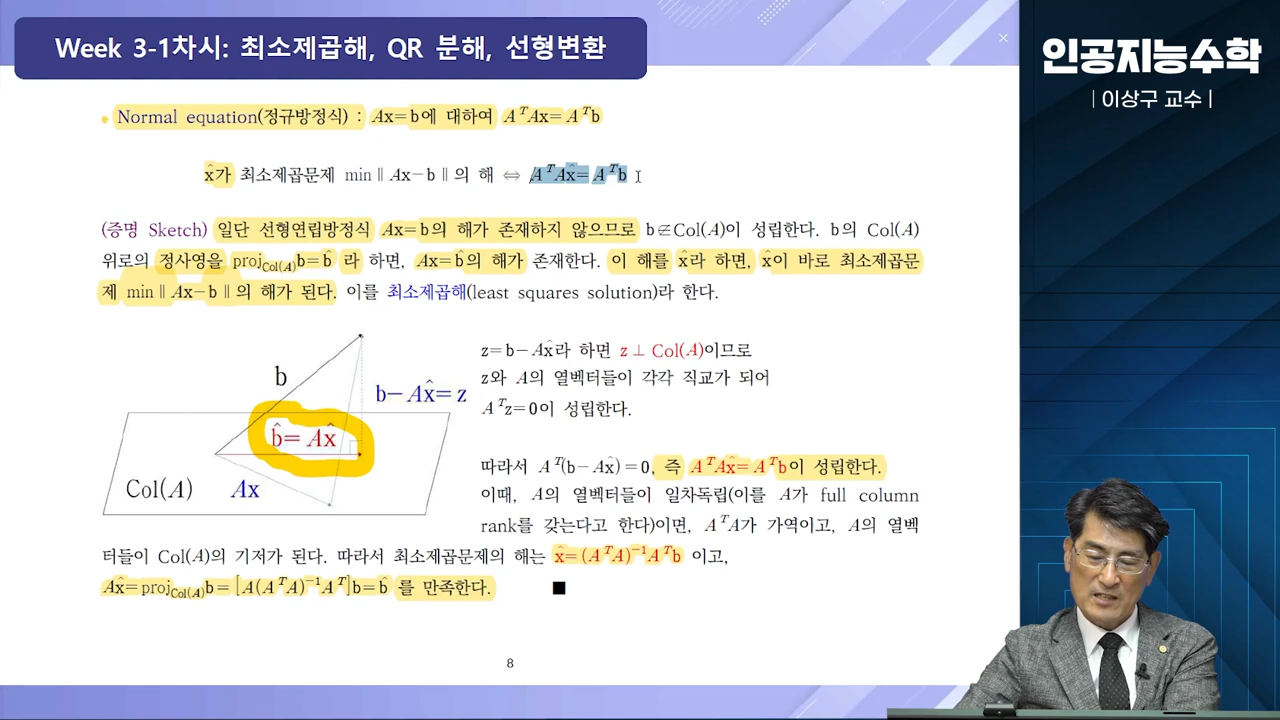 Week 3-1차시: 최소제곱해, QR 분해, 선형변환
인공지능수학
| 이상구 교수 |
Normal equation(정규방정식) : Ax=b에 대하여 AᵀAx=Aᵀb
x̂가 최소제곱문제 min∥Ax−b∥의 해 ⇔ AᵀAx̂=Aᵀb
(증명 Sketch) 일단 선형연립방정식 Ax=b의 해가 존재하지 않으므로 b∉Col(A)이 성립한다. b의 Col(A)
위로의 정사영을 proj_Col(A)b=b̂ 라 하면, Ax=b̂의 해가 존재한다. 이 해를 x̂라 하면, x̂이 바로 최소제곱문
제 min∥Ax−b∥의 해가 된다. 이를 최소제곱해(least squares solution)라 한다.
b
b−Ax̂=z
b̂=Ax̂
Col(A)
Ax
z=b−Ax̂라 하면 z⊥Col(A)이므로
z와 A의 열벡터들이 각각 직교가 되어
Aᵀz=0이 성립한다.
따라서 Aᵀ(b−Ax̂)=0, 즉 AᵀAx̂=Aᵀb이 성립한다.
이때, A의 열벡터들이 일차독립(이를 A가 full column
rank를 갖는다고 한다)이면, AᵀA가 가역이고, A의 열벡
터들이 Col(A)의 기저가 된다. 따라서 최소제곱문제의 해는 x̂=(AᵀA)⁻¹Aᵀb 이고,
Ax̂=proj_Col(A)b=[A(AᵀA)⁻¹Aᵀ]b=b̂ 를 만족한다. ■
8